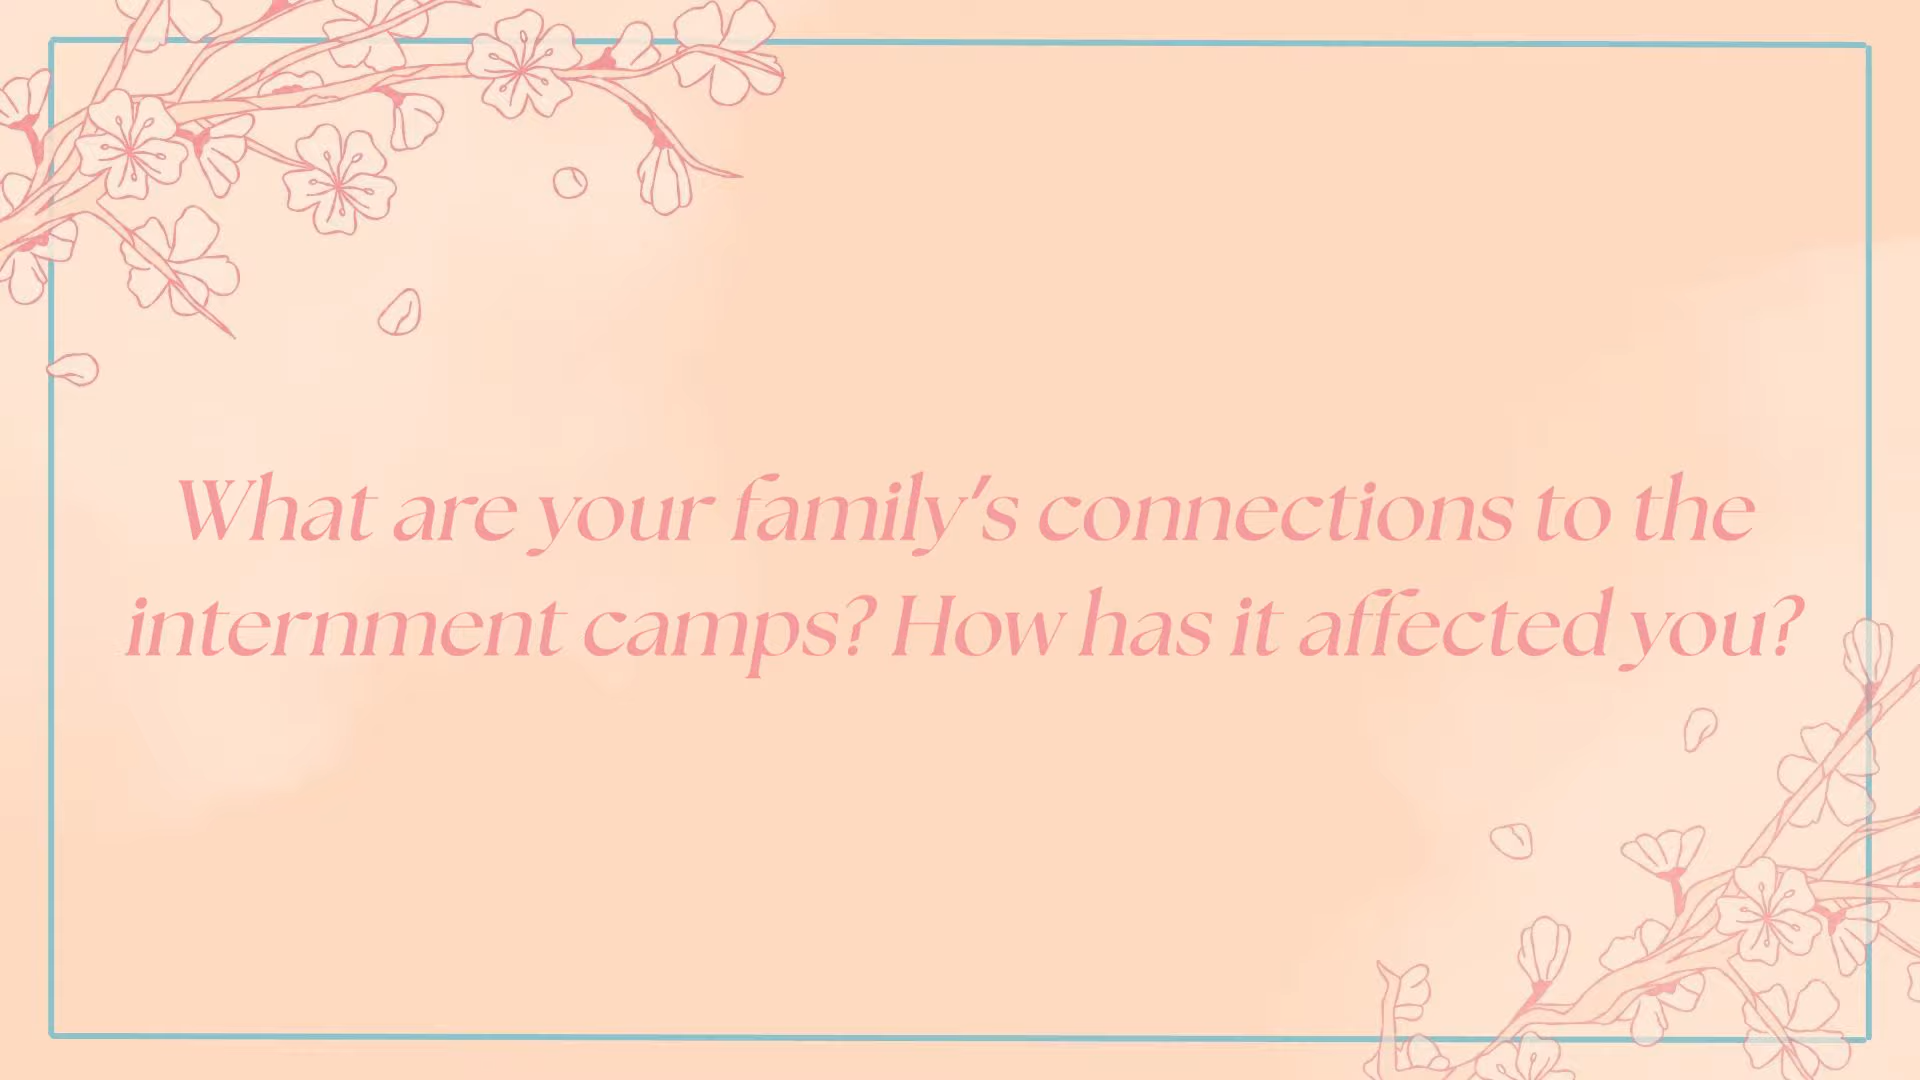 What are your family's connections to the
internment camps? How has it affected you?